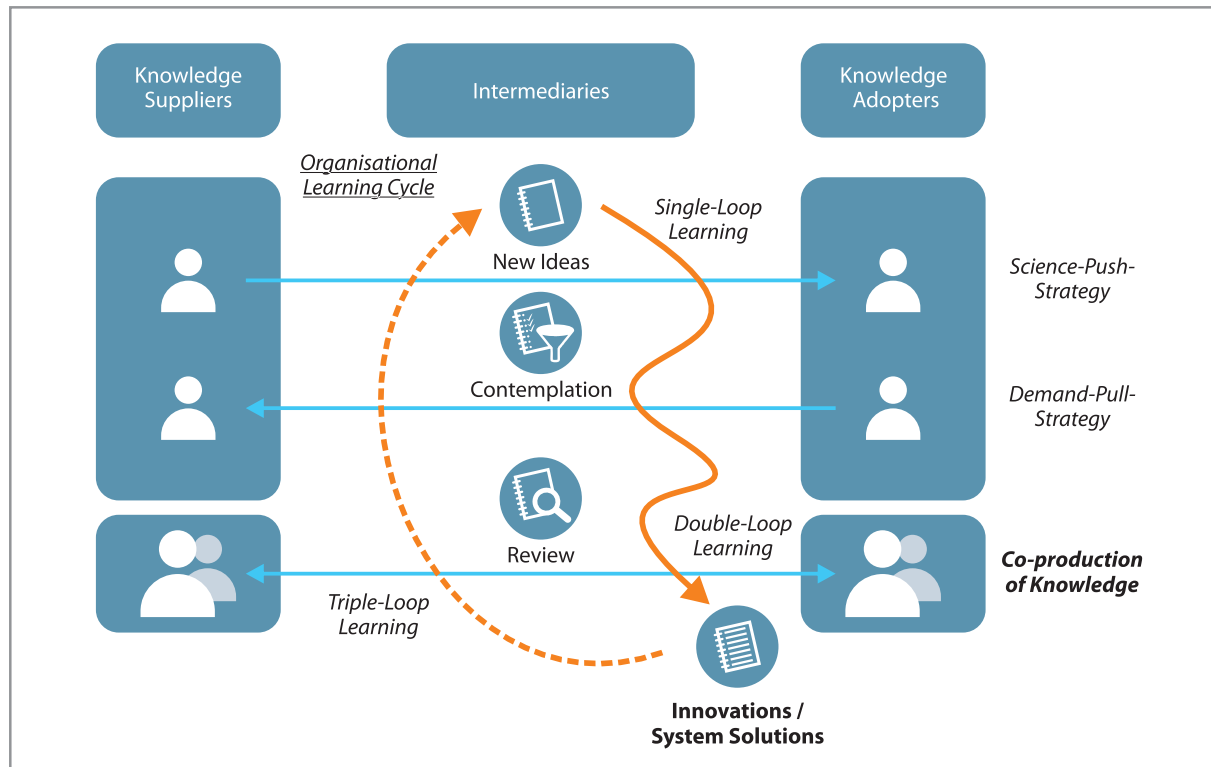 Knowledge
Suppliers
Intermediaries
Knowledge
Adopters
Organisational
Learning Cycle
Single-Loop
Learning
New Ideas
Science-Push-
Strategy
Contemplation
Demand-Pull-
Strategy
Review
Double-Loop
Learning
Co-production
of Knowledge
Triple-Loop
Learning
Innovations /
System Solutions